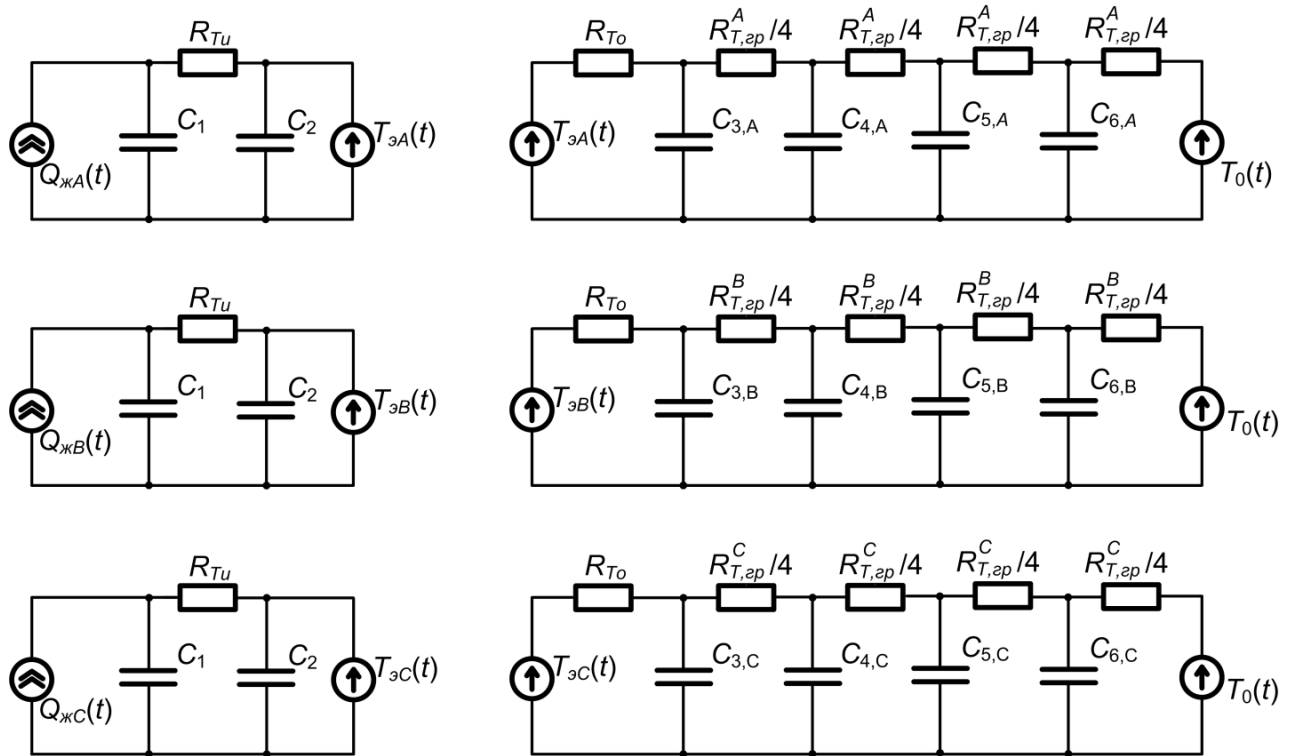 R_Ti R_To R^A_T,гр/4 R^A_T,гр/4 R^A_T,гр/4 R^A_T,гр/4
Q_жA(t) C_1 C_2 T_эA(t) T_эA(t) C_3,A C_4,A C_5,A C_6,A T_0(t)
R_Ti R_To R^B_T,гр/4 R^B_T,гр/4 R^B_T,гр/4 R^B_T,гр/4
Q_жB(t) C_1 C_2 T_эB(t) T_эB(t) C_3,B C_4,B C_5,B C_6,B T_0(t)
R_Ti R_To R^C_T,гр/4 R^C_T,гр/4 R^C_T,гр/4 R^C_T,гр/4
Q_жC(t) C_1 C_2 T_эC(t) T_эC(t) C_3,C C_4,C C_5,C C_6,C T_0(t)